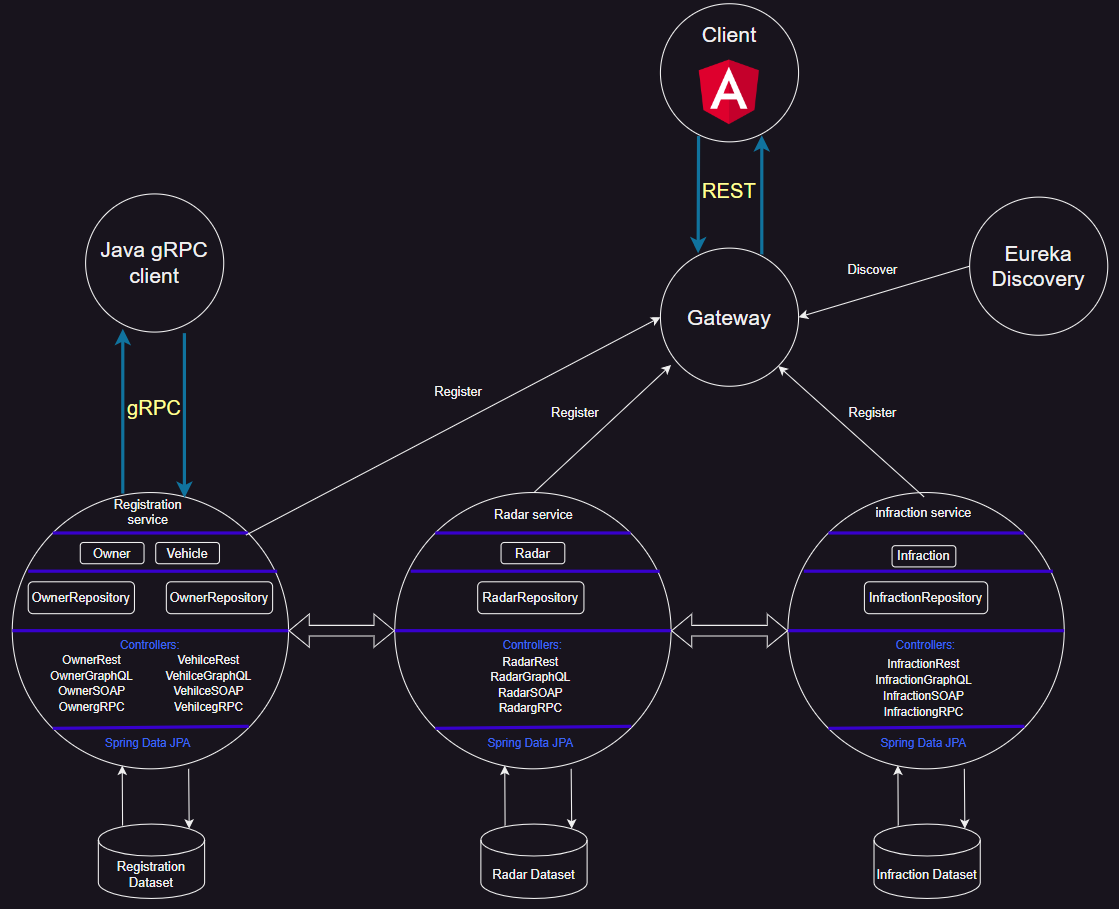 Client
A
REST
Java gRPC
client
Eureka
Discovery
Discover
Gateway
gRPC
Register
Register
Register
Registration
service
Owner
Vehicle
OwnerRepository
OwnerRepository
Controllers:
OwnerRest
VehilceRest
OwnerGraphQL
VehilceGraphQL
OwnerSOAP
VehilceSOAP
OwnergRPC
VehilcegRPC
Spring Data JPA
Registration
Dataset
Radar service
Radar
RadarRepository
Controllers:
RadarRest
RadarGraphQL
RadarSOAP
RadargRPC
Spring Data JPA
Radar Dataset
infraction service
Infraction
InfractionRepository
Controllers:
InfractionRest
InfractionGraphQL
InfractionSOAP
InfractiongRPC
Spring Data JPA
Infraction Dataset